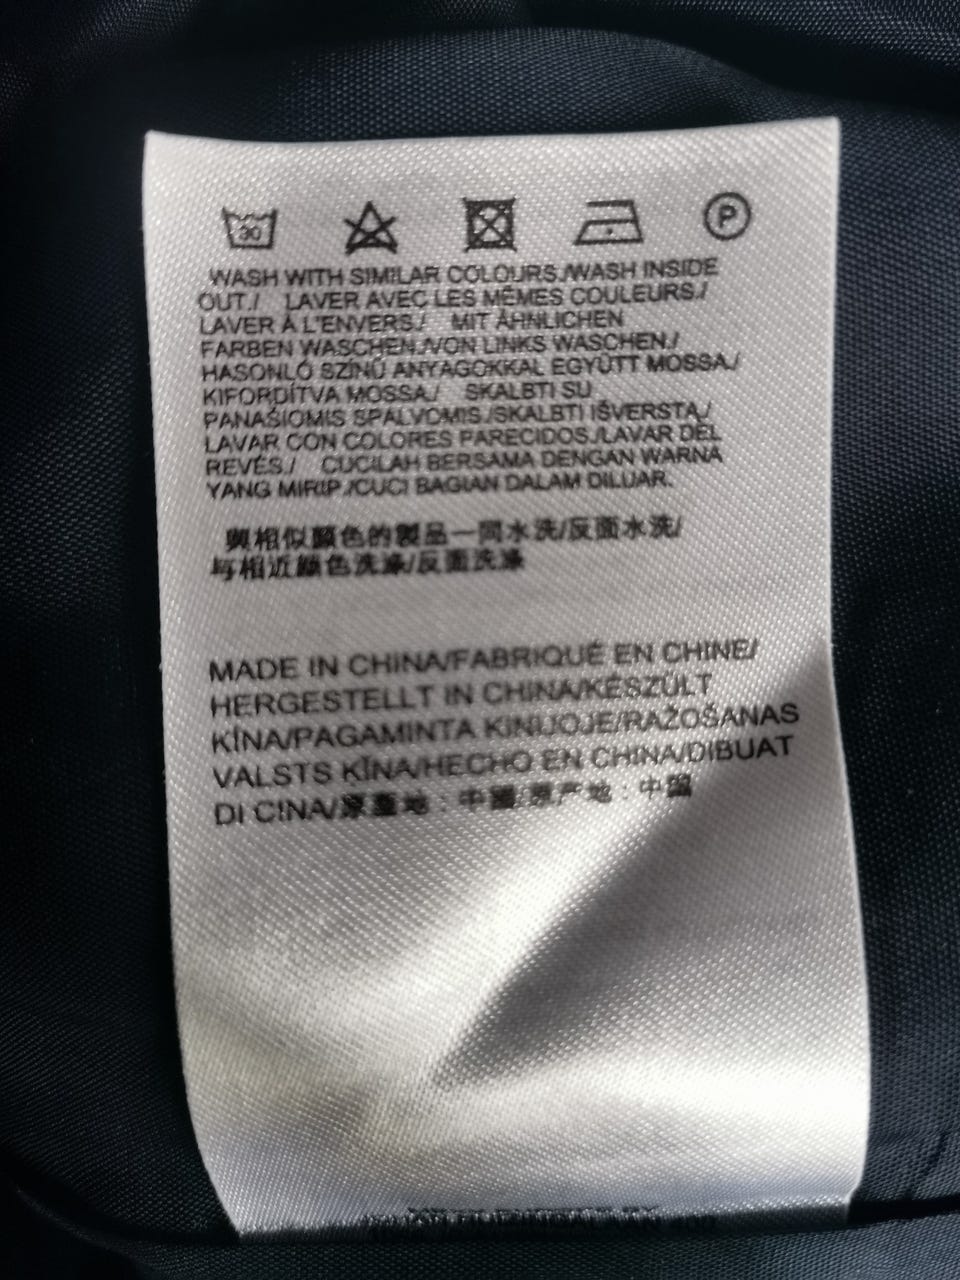 30 P
WASH WITH SIMILAR COLOURS./WASH INSIDE
OUT./ LAVER AVEC LES MÊMES COULEURS./
LAVER À L'ENVERS./ MIT ÄHNLICHEN
FARBEN WASCHEN./VON LINKS WASCHEN./
HASONLÓ SZÍNŰ ANYAGOKKAL EGYÜTT MOSSA./
KIFORDÍTVA MOSSA./ SKALBTI SU
PANAŠIOMIS SPALVOMIS./SKALBTI IŠVERSTĄ./
LAVAR CON COLORES PARECIDOS./LAVAR DEL
REVÉS./ CUCILAH BERSAMA DENGAN WARNA
YANG MIRIP./CUCI BAGIAN DALAM DILUAR.
與相似顏色的製品一同水洗/反面水洗/
与相近颜色洗涤/反面洗涤
MADE IN CHINA/FABRIQUÉ EN CHINE/
HERGESTELLT IN CHINA/KÉSZÜLT
KÍNA/PAGAMINTA KINIJOJE/RAŽOŠANAS
VALSTS ĶĪNA/HECHO EN CHINA/DIBUAT
DI CINA/原產地：中國/原产地：中国